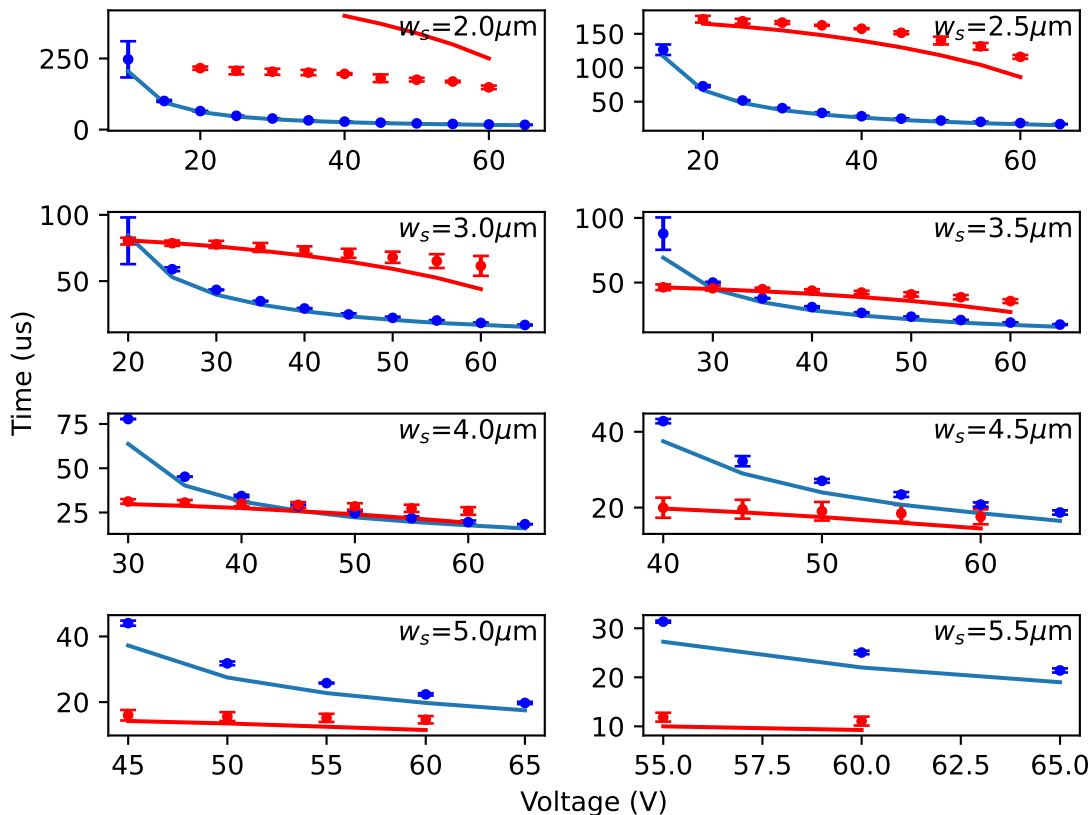 w_s=2.0μm
250
0
20 40 60
w_s=2.5μm
150
100
50
20 40 60
w_s=3.0μm
100
50
20 30 40 50 60
w_s=3.5μm
100
50
30 40 50 60
w_s=4.0μm
75
50
25
30 40 50 60
w_s=4.5μm
40
20
40 50 60
w_s=5.0μm
40
20
45 50 55 60 65
w_s=5.5μm
30
20
10
55.0 57.5 60.0 62.5 65.0
Time (us)
Voltage (V)